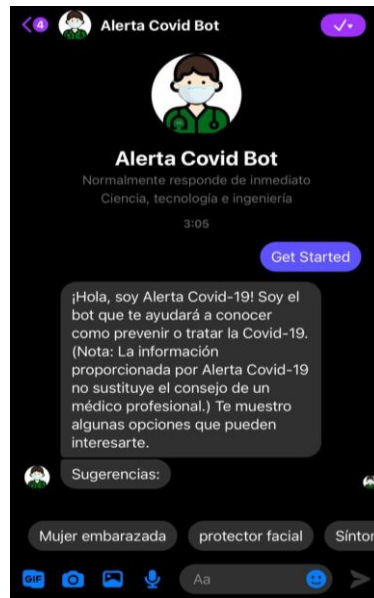 4
Alerta Covid Bot
Alerta Covid Bot
Normalmente responde de inmediato
Ciencia, tecnología e ingeniería
3:05
Get Started
¡Hola, soy Alerta Covid-19! Soy el
bot que te ayudará a conocer
como prevenir o tratar la Covid-19.
(Nota: La información
proporcionada por Alerta Covid-19
no sustituye el consejo de un
médico profesional.) Te muestro
algunas opciones que pueden
interesarte.
Sugerencias:
Mujer embarazada protector facial Síntor
GIF Aa